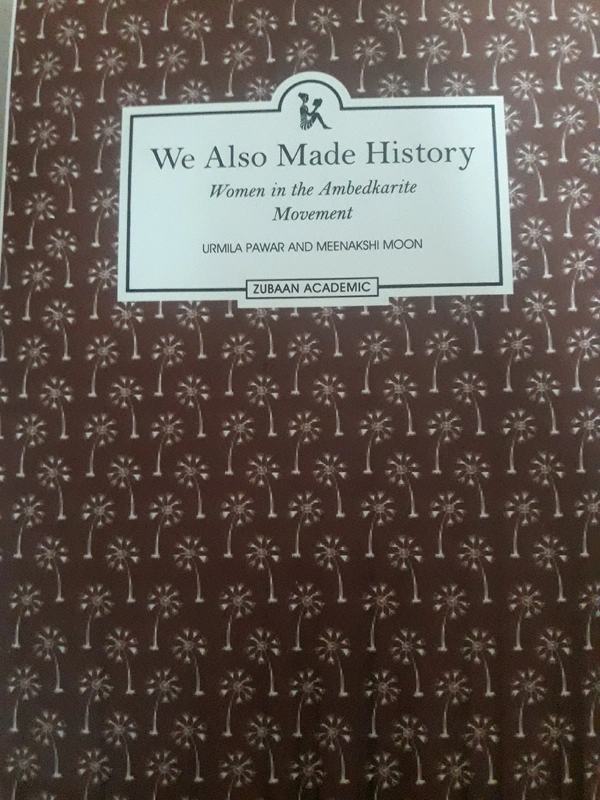 We Also Made History
Women in the Ambedkarite
Movement
URMILA PAWAR AND MEENAKSHI MOON
ZUBAAN ACADEMIC